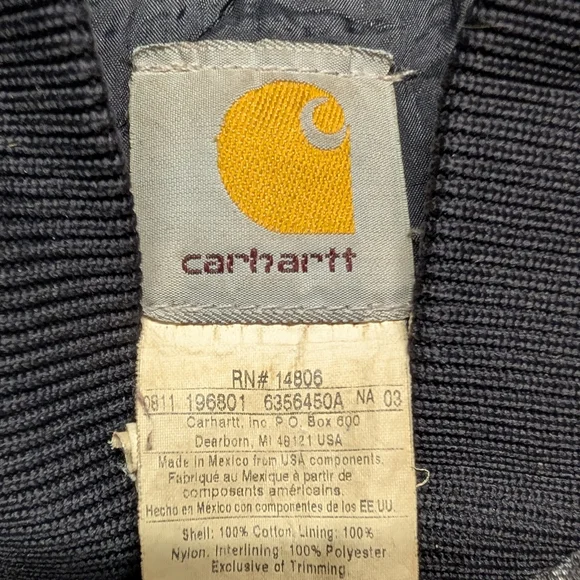 carhartt
RN# 14806
0811 196801 6356450A NA 03
Carhartt, Inc. P.O. Box 600
Dearborn, MI 48121 USA
Made in Mexico from USA components.
Fabriqué au Mexique à partir de
composants américains.
Hecho en México con componentes de los EE.UU.
Shell: 100% Cotton. Lining: 100%
Nylon. Interlining: 100% Polyester
Exclusive of Trimming.